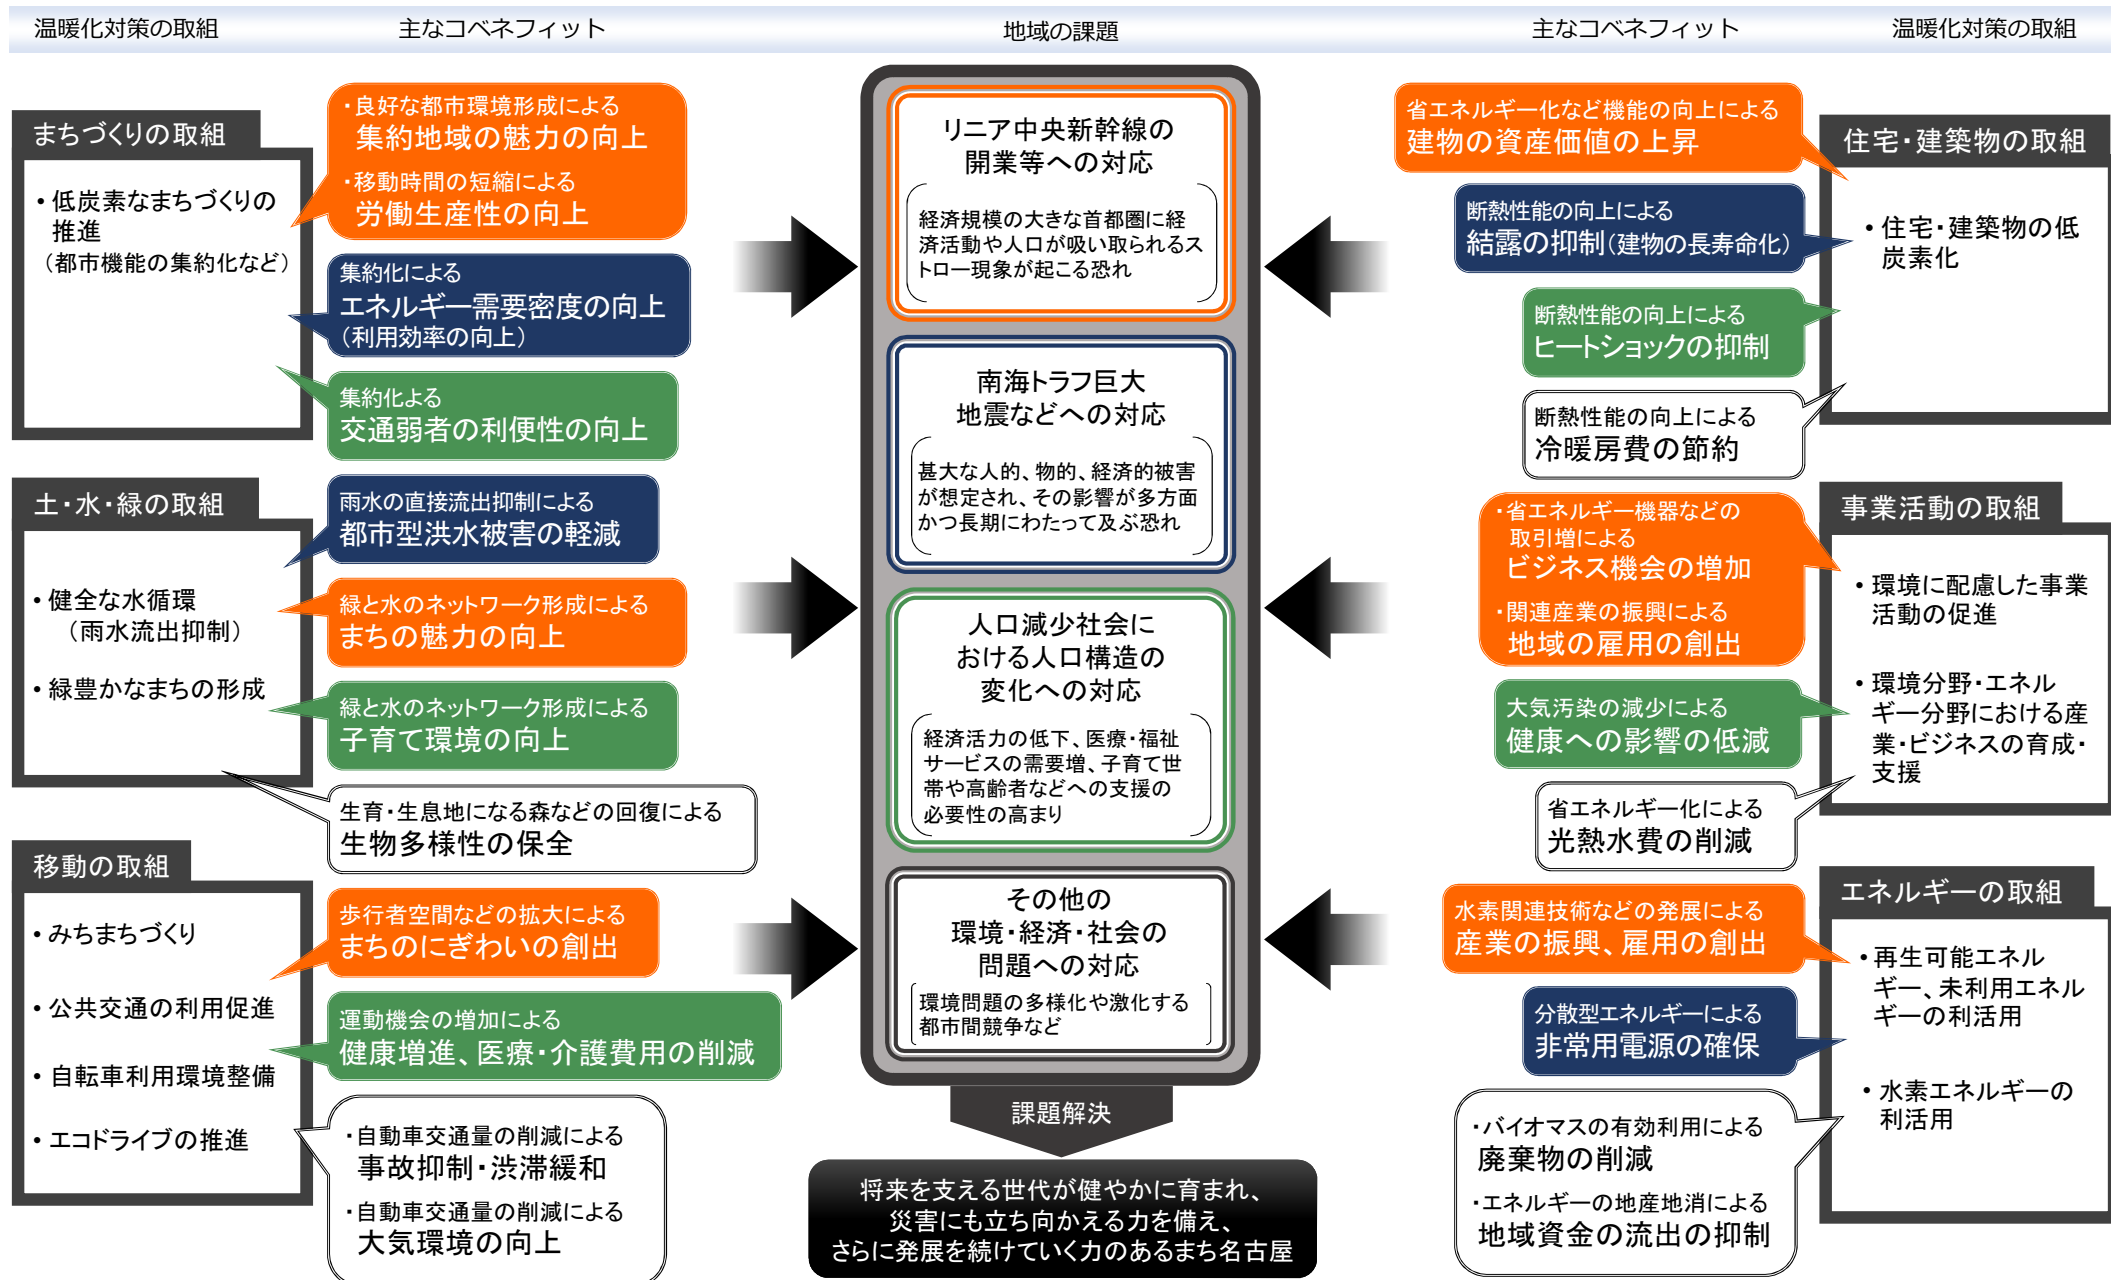 温暖化対策の取組
主なコベネフィット
地域の課題
主なコベネフィット
温暖化対策の取組
まちづくりの取組
・低炭素なまちづくりの
推進
（都市機能の集約化など）
・良好な都市環境形成による
集約地域の魅力の向上
・移動時間の短縮による
労働生産性の向上
集約化による
エネルギー需要密度の向上
（利用効率の向上）
集約化よる
交通弱者の利便性の向上
土・水・緑の取組
・健全な水循環
（雨水流出抑制）
・緑豊かなまちの形成
雨水の直接流出抑制による
都市型洪水被害の軽減
緑と水のネットワーク形成による
まちの魅力の向上
緑と水のネットワーク形成による
子育て環境の向上
生育・生息地になる森などの回復による
生物多様性の保全
移動の取組
・みちまちづくり
・公共交通の利用促進
・自転車利用環境整備
・エコドライブの推進
歩行者空間などの拡大による
まちのにぎわいの創出
運動機会の増加による
健康増進、医療・介護費用の削減
・自動車交通量の削減による
事故抑制・渋滞緩和
・自動車交通量の削減による
大気環境の向上
リニア中央新幹線の
開業等への対応
経済規模の大きな首都圏に経
済活動や人口が吸い取られるス
トロー現象が起こる恐れ
南海トラフ巨大
地震などへの対応
甚大な人的、物的、経済的被害
が想定され、その影響が多方面
かつ長期にわたって及ぶ恐れ
人口減少社会に
おける人口構造の
変化への対応
経済活力の低下、医療・福祉
サービスの需要増、子育て世
帯や高齢者などへの支援の
必要性の高まり
その他の
環境・経済・社会の
問題への対応
環境問題の多様化や激化する
都市間競争など
課題解決
将来を支える世代が健やかに育まれ、
災害にも立ち向かえる力を備え、
さらに発展を続けていく力のあるまち名古屋
省エネルギー化など機能の向上による
建物の資産価値の上昇
断熱性能の向上による
結露の抑制（建物の長寿命化）
断熱性能の向上による
ヒートショックの抑制
断熱性能の向上による
冷暖房費の節約
住宅・建築物の取組
・住宅・建築物の低
炭素化
・省エネルギー機器などの
取引増による
ビジネス機会の増加
・関連産業の振興による
地域の雇用の創出
大気汚染の減少による
健康への影響の低減
省エネルギー化による
光熱水費の削減
事業活動の取組
・環境に配慮した事業
活動の促進
・環境分野・エネル
ギー分野における産
業・ビジネスの育成・
支援
水素関連技術などの発展による
産業の振興、雇用の創出
分散型エネルギーによる
非常用電源の確保
・バイオマスの有効利用による
廃棄物の削減
・エネルギーの地産地消による
地域資金の流出の抑制
エネルギーの取組
・再生可能エネル
ギー、未利用エネル
ギーの利活用
・水素エネルギーの
利活用